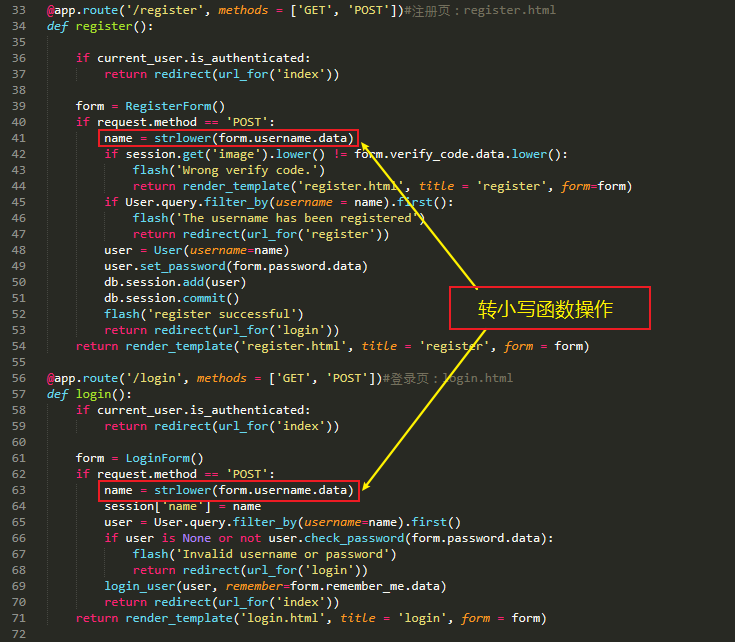 33 @app.route('/register', methods = ['GET', 'POST'])#注册页：register.html
34 def register():
35
36 if current_user.is_authenticated:
37 return redirect(url_for('index'))
38
39 form = RegisterForm()
40 if request.method == 'POST':
41 name = strlower(form.username.data)
42 if session.get('image').lower() != form.verify_code.data.lower():
43 flash('Wrong verify code.')
44 return render_template('register.html', title = 'register', form=form)
45 if User.query.filter_by(username = name).first():
46 flash('The username has been registered')
47 return redirect(url_for('register'))
48 user = User(username=name)
49 user.set_password(form.password.data)
50 db.session.add(user)
51 db.session.commit()
52 flash('register successful')
转小写函数操作
53 return redirect(url_for('login'))
54 return render_template('register.html', title = 'register', form = form)
55
56 @app.route('/login', methods = ['GET', 'POST'])#登录页：login.html
57 def login():
58 if current_user.is_authenticated:
59 return redirect(url_for('index'))
60
61 form = LoginForm()
62 if request.method == 'POST':
63 name = strlower(form.username.data)
64 session['name'] = name
65 user = User.query.filter_by(username=name).first()
66 if user is None or not user.check_password(form.password.data):
67 flash('Invalid username or password')
68 return redirect(url_for('login'))
69 login_user(user, remember=form.remember_me.data)
70 return redirect(url_for('index'))
71 return render_template('login.html', title = 'login', form = form)
72